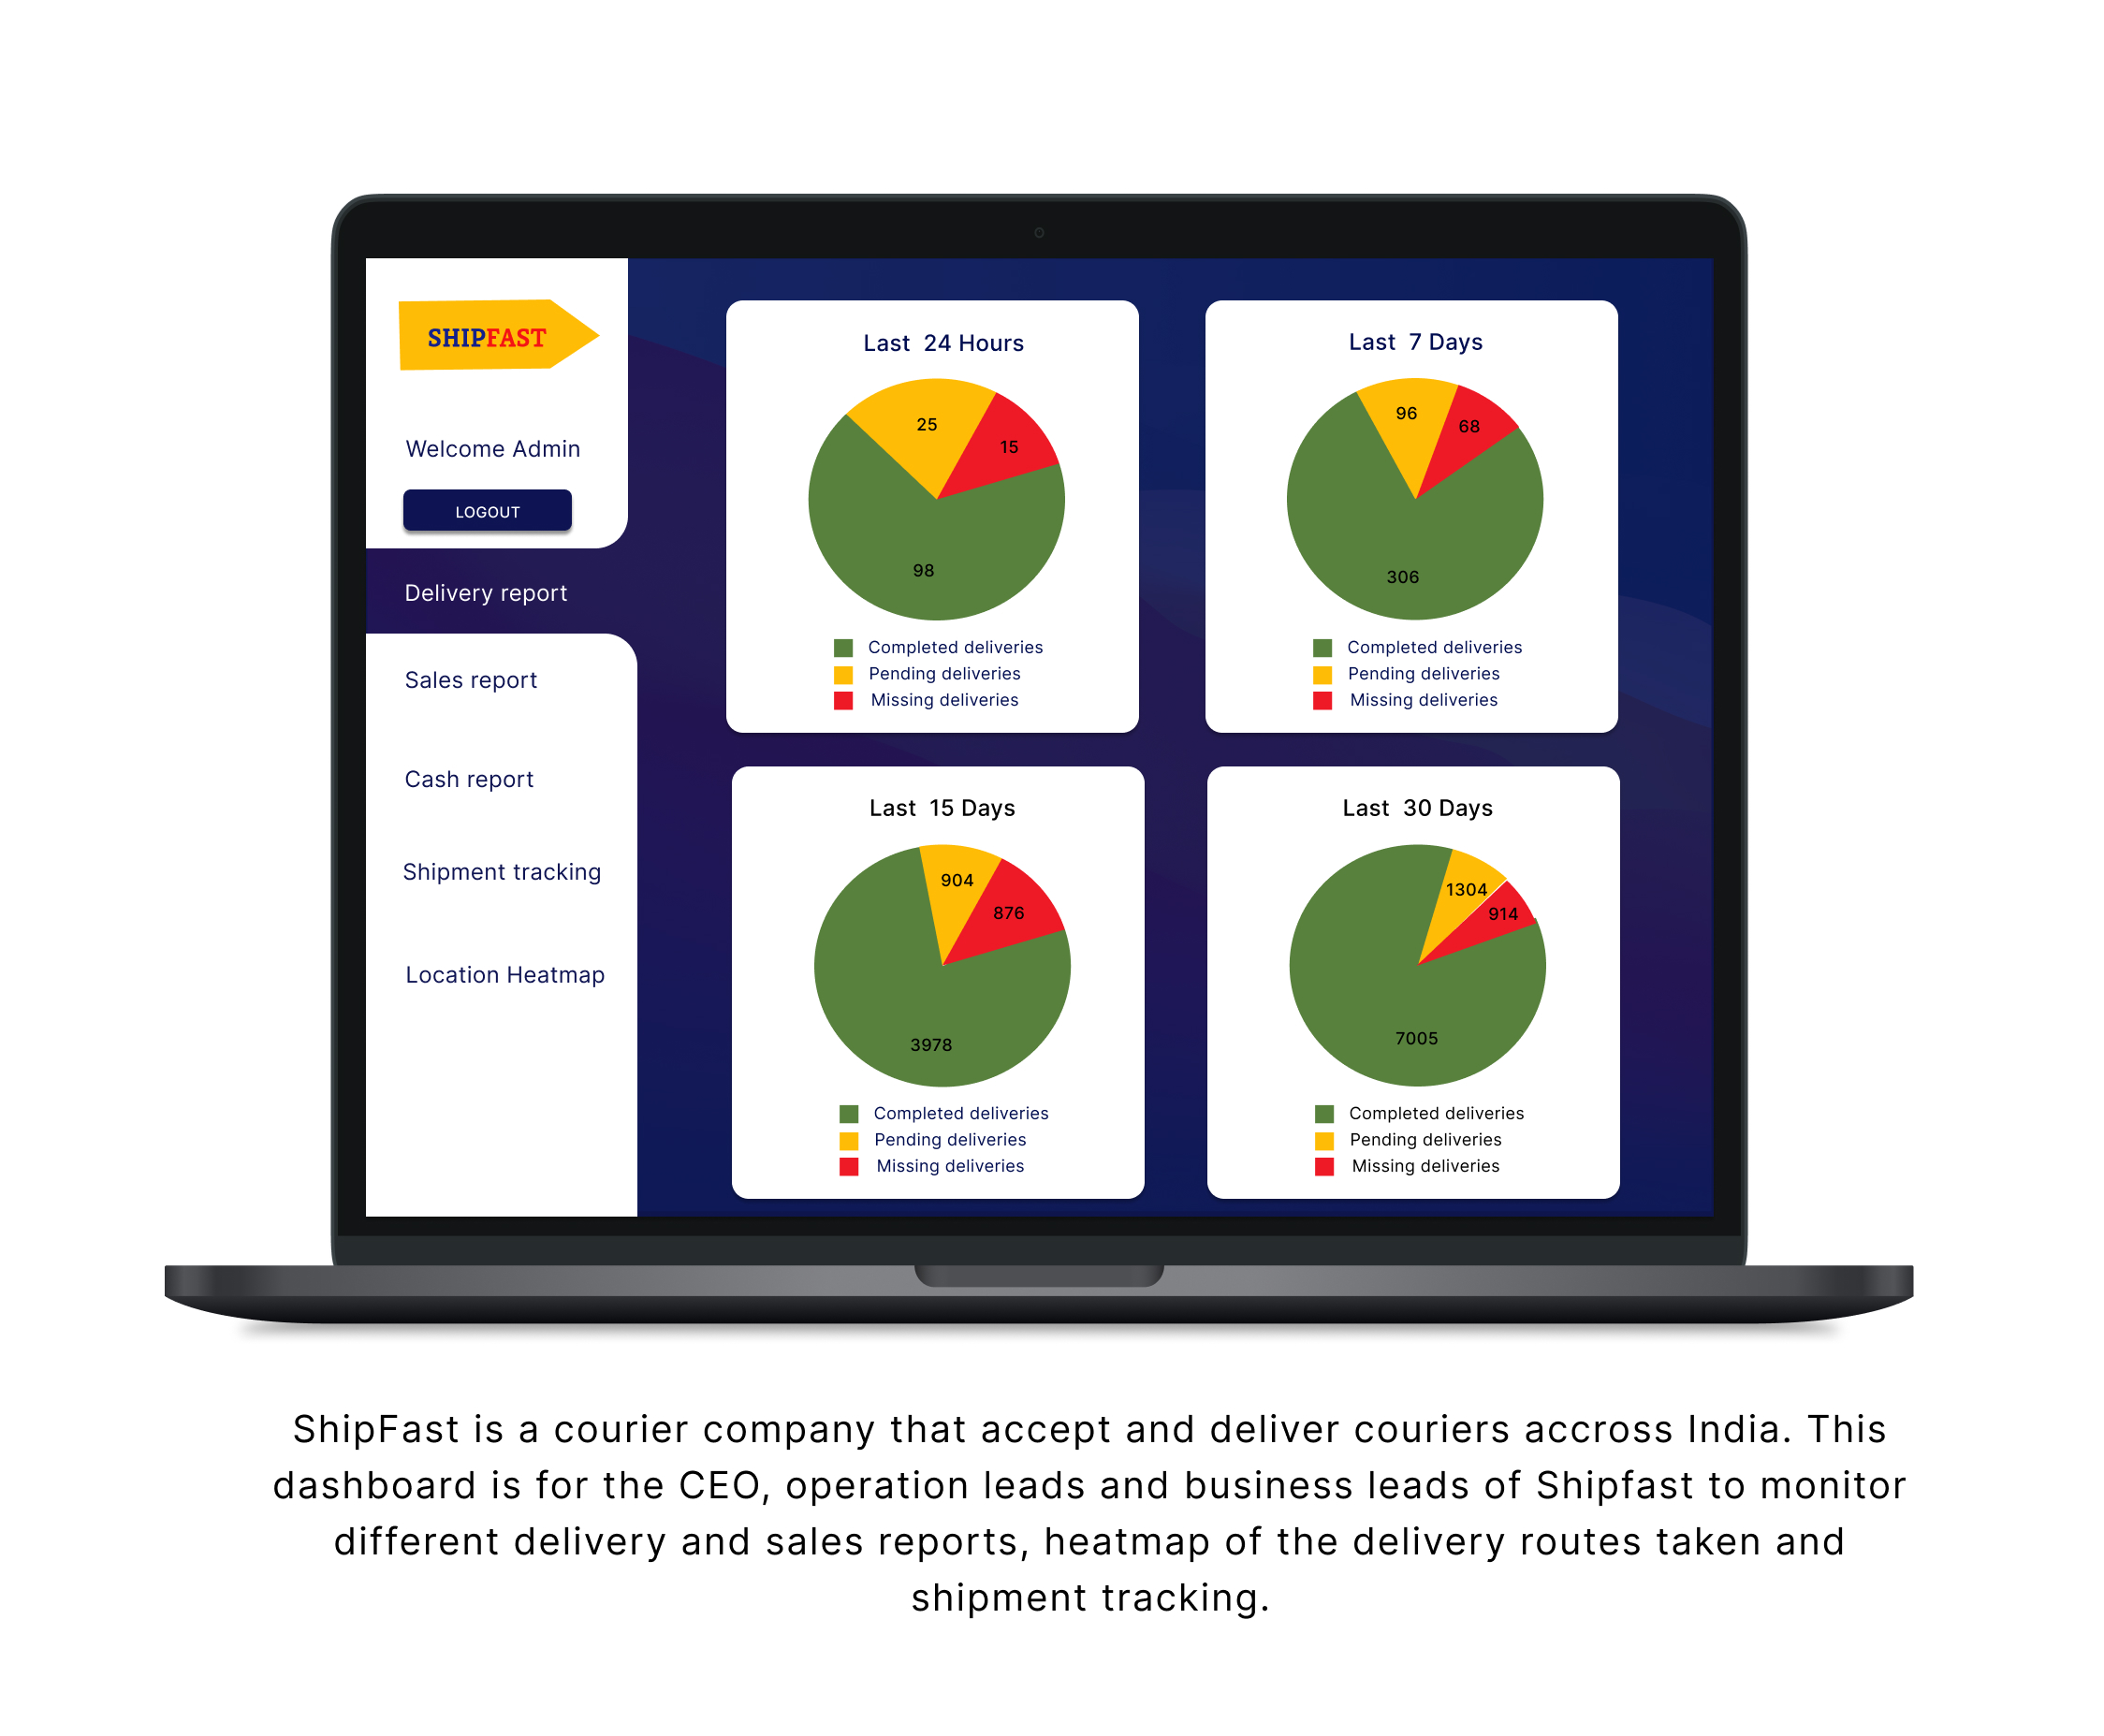 SHIPFAST
Welcome Admin
LOGOUT
Delivery report
Sales report
Cash report
Shipment tracking
Location Heatmap
Last 24 Hours
25
15
98
Completed deliveries
Pending deliveries
Missing deliveries
Last 7 Days
96
68
306
Completed deliveries
Pending deliveries
Missing deliveries
Last 15 Days
904
876
3978
Completed deliveries
Pending deliveries
Missing deliveries
Last 30 Days
1304
914
7005
Completed deliveries
Pending deliveries
Missing deliveries
ShipFast is a courier company that accept and deliver couriers accross India. This
dashboard is for the CEO, operation leads and business leads of Shipfast to monitor
different delivery and sales reports, heatmap of the delivery routes taken and
shipment tracking.